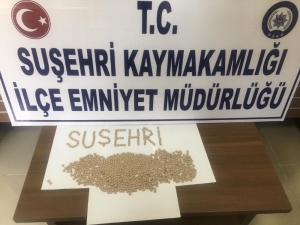 T.C.
SUŞEHRİ KAYMAKAMLIĞI
İLÇE EMNİYET MÜDÜRLÜĞÜ
SUŞEHRİ